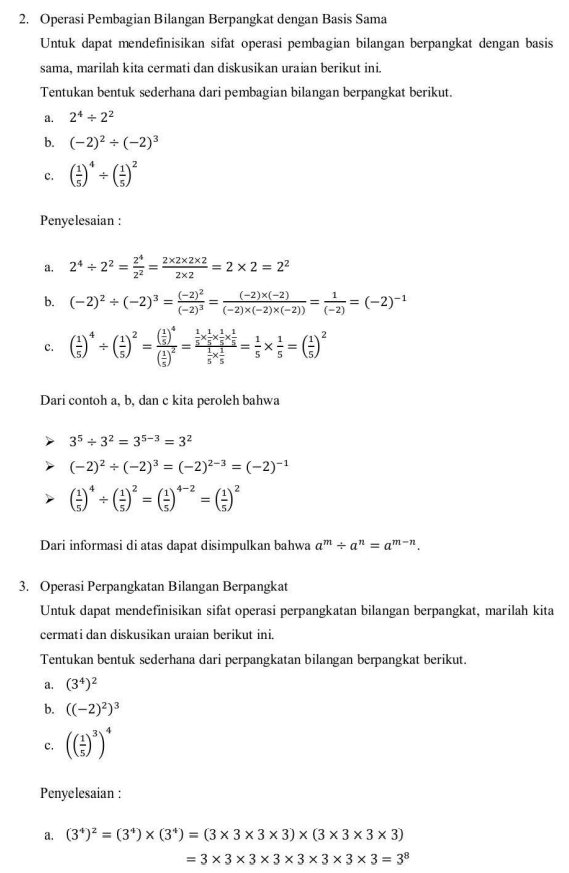 2. Operasi Pembagian Bilangan Berpangkat dengan Basis Sama
Untuk dapat mendefinisikan sifat operasi pembagian bilangan berpangkat dengan basis
sama, marilah kita cermati dan diskusikan uraian berikut ini.
Tentukan bentuk sederhana dari pembagian bilangan berpangkat berikut.
a. $2^4 \div 2^2$
b. $(-2)^2 \div (-2)^3$
c. $\left(\frac{1}{5}\right)^4 \div \left(\frac{1}{5}\right)^2$
Penyelesaian :
a. $2^4 \div 2^2 = \frac{2^4}{2^2} = \frac{2 \times 2 \times 2 \times 2}{2 \times 2} = 2 \times 2 = 2^2$
b. $(-2)^2 \div (-2)^3 = \frac{(-2)^2}{(-2)^3} = \frac{(-2) \times (-2)}{(-2) \times (-2) \times (-2))} = \frac{1}{(-2)} = (-2)^{-1}$
c. $\left(\frac{1}{5}\right)^4 \div \left(\frac{1}{5}\right)^2 = \frac{\left(\frac{1}{5}\right)^4}{\left(\frac{1}{5}\right)^2} = \frac{\frac{1}{5} \times \frac{1}{5} \times \frac{1}{5} \times \frac{1}{5}}{\frac{1}{5} \times \frac{1}{5}} = \frac{1}{5} \times \frac{1}{5} = \left(\frac{1}{5}\right)^2$
Dari contoh a, b, dan c kita peroleh bahwa
➢ $3^5 \div 3^2 = 3^{5-3} = 3^2$
➢ $(-2)^2 \div (-2)^3 = (-2)^{2-3} = (-2)^{-1}$
➢ $\left(\frac{1}{5}\right)^4 \div \left(\frac{1}{5}\right)^2 = \left(\frac{1}{5}\right)^{4-2} = \left(\frac{1}{5}\right)^2$
Dari informasi di atas dapat disimpulkan bahwa $a^m \div a^n = a^{m-n}$.
3. Operasi Perpangkatan Bilangan Berpangkat
Untuk dapat mendefinisikan sifat operasi perpangkatan bilangan berpangkat, marilah kita
cermati dan diskusikan uraian berikut ini.
Tentukan bentuk sederhana dari perpangkatan bilangan berpangkat berikut.
a. $(3^4)^2$
b. $((-2)^2)^3$
c. $\left(\left(\frac{1}{5}\right)^3\right)^4$
Penyelesaian :
a. $(3^4)^2 = (3^4) \times (3^4) = (3 \times 3 \times 3 \times 3) \times (3 \times 3 \times 3 \times 3)$
$= 3 \times 3 \times 3 \times 3 \times 3 \times 3 \times 3 \times 3 = 3^8$